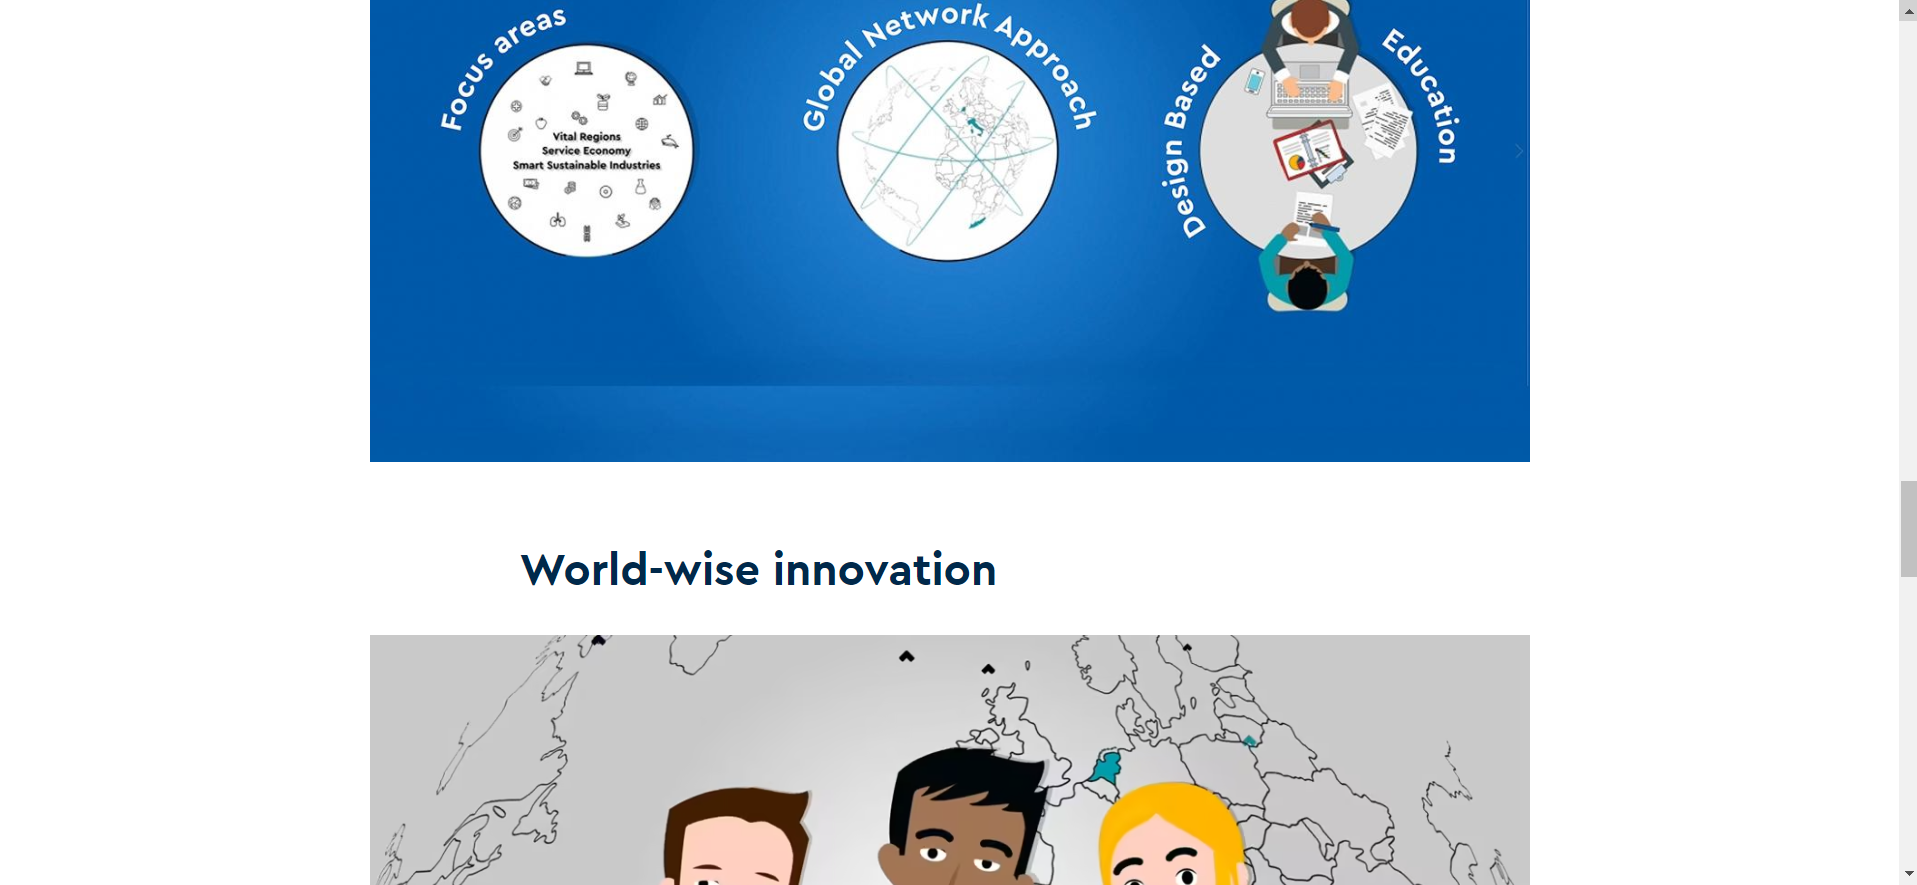 Focus areas
Vital Regions
Service Economy
Smart Sustainable Industries
Global Network Approach
Design Based Education
World-wise innovation